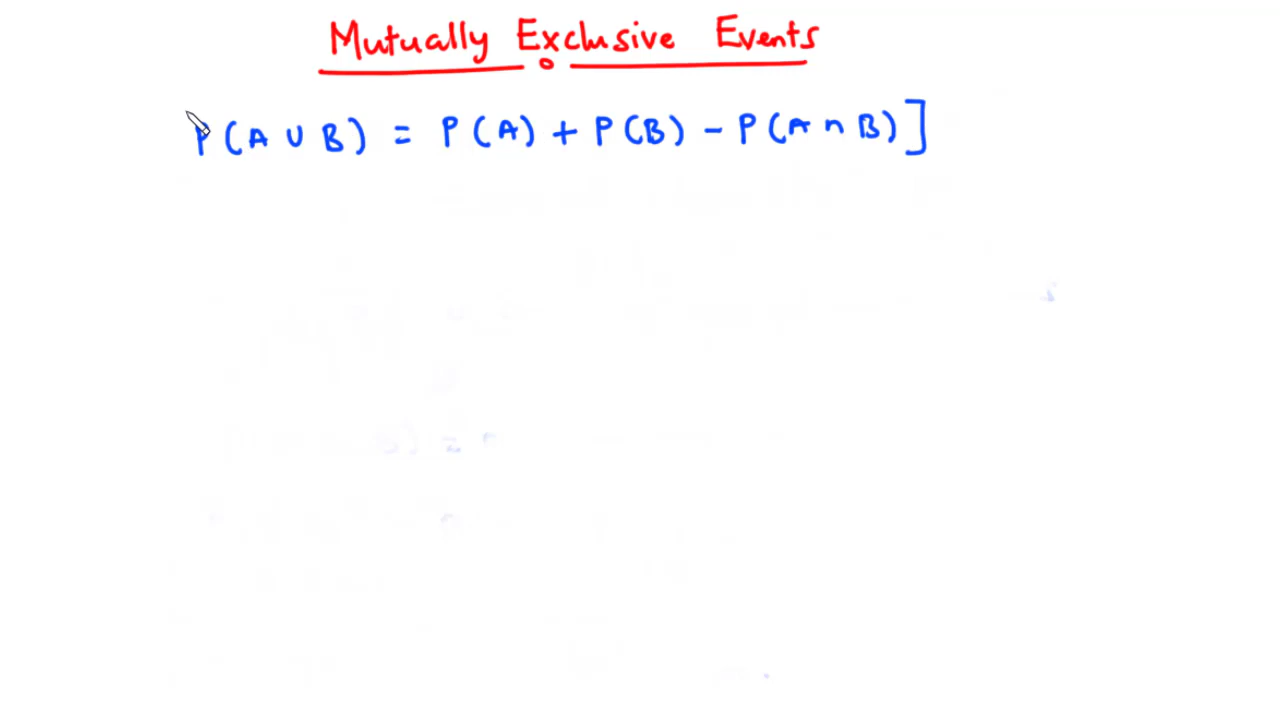 Mutually Exclusive Events
P(A ∪ B) = P(A) + P(B) - P(A ∩ B)]